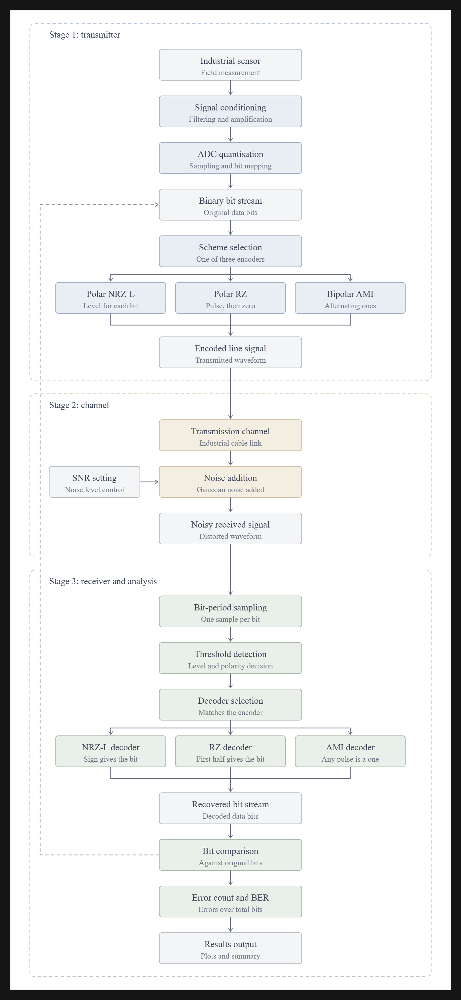 Stage 1: transmitter
Industrial sensor
Field measurement
Signal conditioning
Filtering and amplification
ADC quantisation
Sampling and bit mapping
Binary bit stream
Original data bits
Scheme selection
One of three encoders
Polar NRZ-L
Level for each bit
Polar RZ
Pulse, then zero
Bipolar AMI
Alternating ones
Encoded line signal
Transmitted waveform
Stage 2: channel
Transmission channel
Industrial cable link
SNR setting
Noise level control
Noise addition
Gaussian noise added
Noisy received signal
Distorted waveform
Stage 3: receiver and analysis
Bit-period sampling
One sample per bit
Threshold detection
Level and polarity decision
Decoder selection
Matches the encoder
NRZ-L decoder
Sign gives the bit
RZ decoder
First half gives the bit
AMI decoder
Any pulse is a one
Recovered bit stream
Decoded data bits
Bit comparison
Against original bits
Error count and BER
Errors over total bits
Results output
Plots and summary